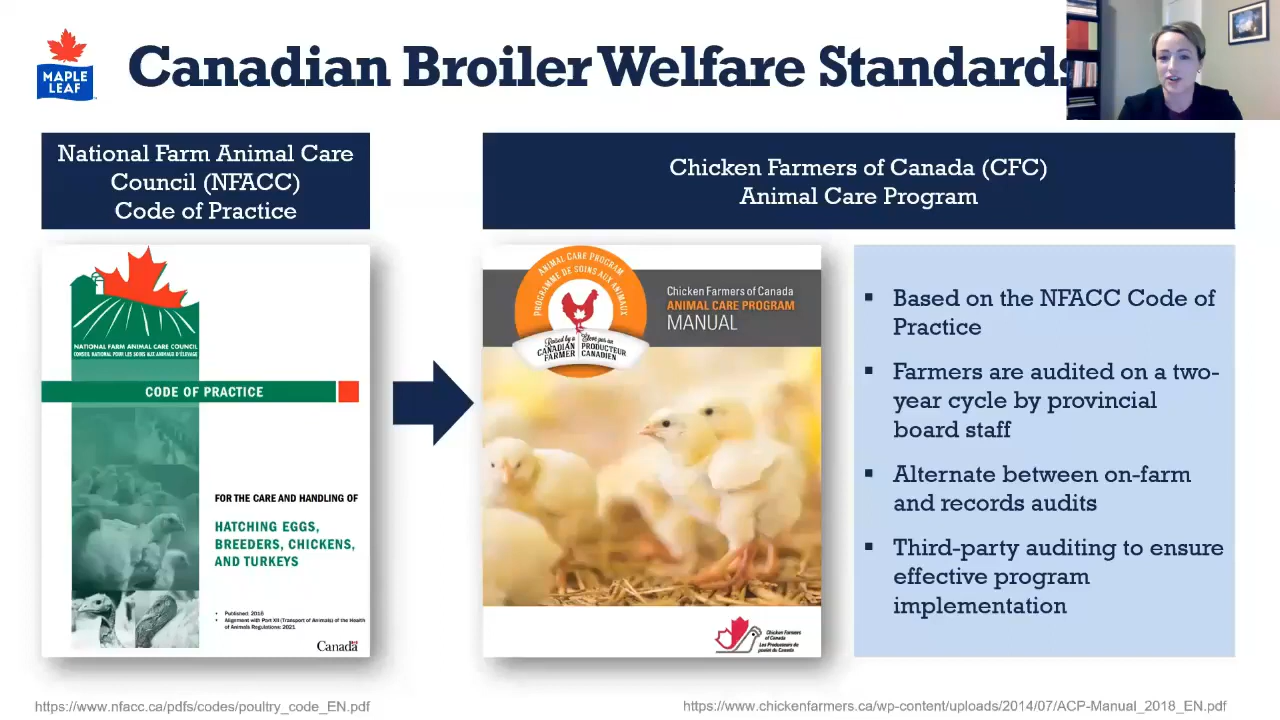 MAPLE
LEAF
Canadian Broiler Welfare Standards
National Farm Animal Care
Council (NFACC)
Code of Practice
Chicken Farmers of Canada (CFC)
Animal Care Program
NATIONAL FARM ANIMAL CARE COUNCIL
CONSEIL NATIONAL POUR LES SOINS AUX ANIMAUX D'ÉLEVAGE
CODE OF PRACTICE
FOR THE CARE AND HANDLING OF
HATCHING EGGS,
BREEDERS, CHICKENS,
AND TURKEYS
• Published: 2016
• Alignment with Part XII (Transport of Animals) of the Health
of Animals Regulations: 2021
Canada
ANIMAL CARE PROGRAM
PROGRAMME DE SOINS AUX ANIMAUX
Raised by a
CANADIAN
FARMER
Élevé par un
PRODUCTEUR
CANADIEN
Chicken Farmers of Canada
ANIMAL CARE PROGRAM
MANUAL
Chicken Farmers
of Canada
Les Producteurs de
poulet du Canada
▪ Based on the NFACC Code of
Practice
▪ Farmers are audited on a two-
year cycle by provincial
board staff
▪ Alternate between on-farm
and records audits
▪ Third-party auditing to ensure
effective program
implementation
https://www.nfacc.ca/pdfs/codes/poultry_code_EN.pdf
https://www.chickenfarmers.ca/wp-content/uploads/2014/07/ACP-Manual_2018_EN.pdf